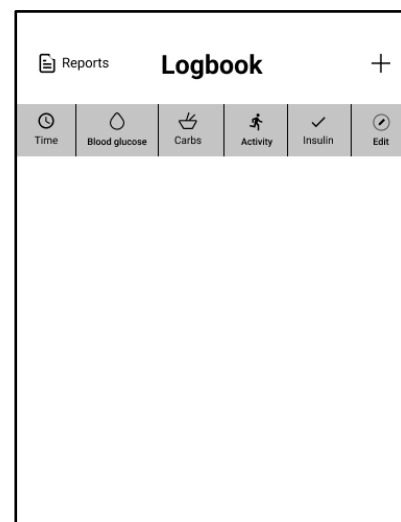 Reports
Logbook
Time
Blood glucose
Carbs
Activity
Insulin
Edit